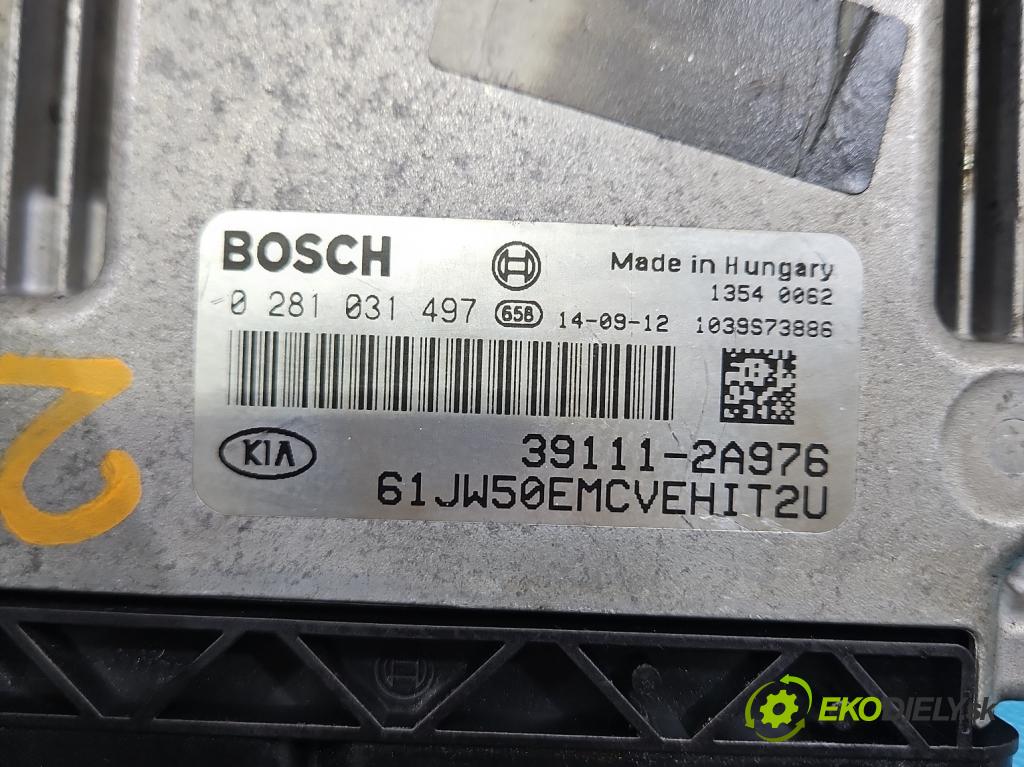 BOSCH
Made in Hungary
1354 0062
0 281 031 497 658 14-09-12 1039S73886
KIA
39111-2A976
61JW50EMCVEHIT2U
2
EKODIELY.sk